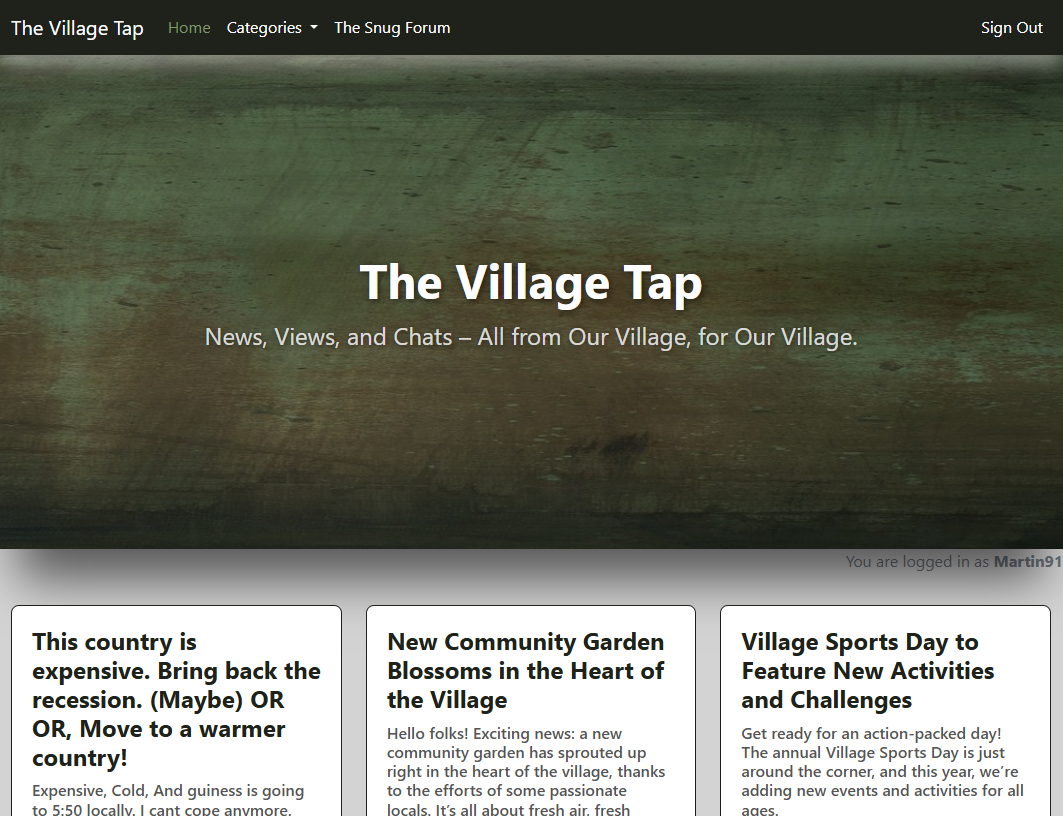 The Village Tap Home Categories The Snug Forum Sign Out
The Village Tap
News, Views, and Chats – All from Our Village, for Our Village.
You are logged in as Martin91
This country is
expensive. Bring back the
recession. (Maybe) OR
OR, Move to a warmer
country!
Expensive, Cold, And guiness is going
to 5:50 locally. I cant cope anymore.
New Community Garden
Blossoms in the Heart of
the Village
Hello folks! Exciting news: a new
community garden has sprouted up
right in the heart of the village, thanks
to the efforts of some passionate
locals. It’s all about fresh air, fresh
Village Sports Day to
Feature New Activities
and Challenges
Get ready for an action-packed day!
The annual Village Sports Day is just
around the corner, and this year, we’re
adding new events and activities for all
ages.